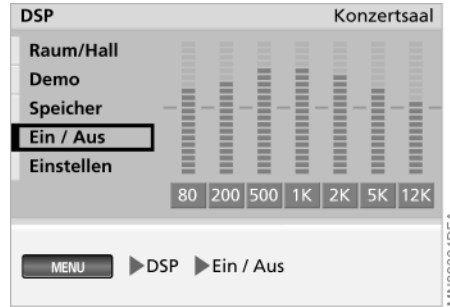 DSP Konzertsaal
Raum/Hall
Demo
Speicher
Ein / Aus
Einstellen
80 200 500 1K 2K 5K 12K
MENU DSP Ein / Aus